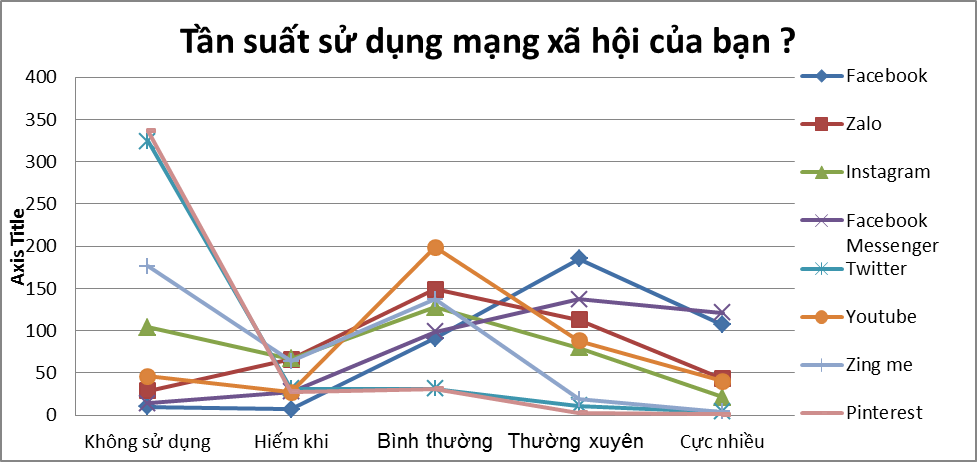 Tần suất sử dụng mạng xã hội của bạn ?
400
350
300
250
200
150
100
50
0
Axis Title
Không sử dụng
Hiếm khi
Bình thường
Thường xuyên
Cực nhiều
Facebook
Zalo
Instagram
Facebook
Messenger
Twitter
Youtube
Zing me
Pinterest